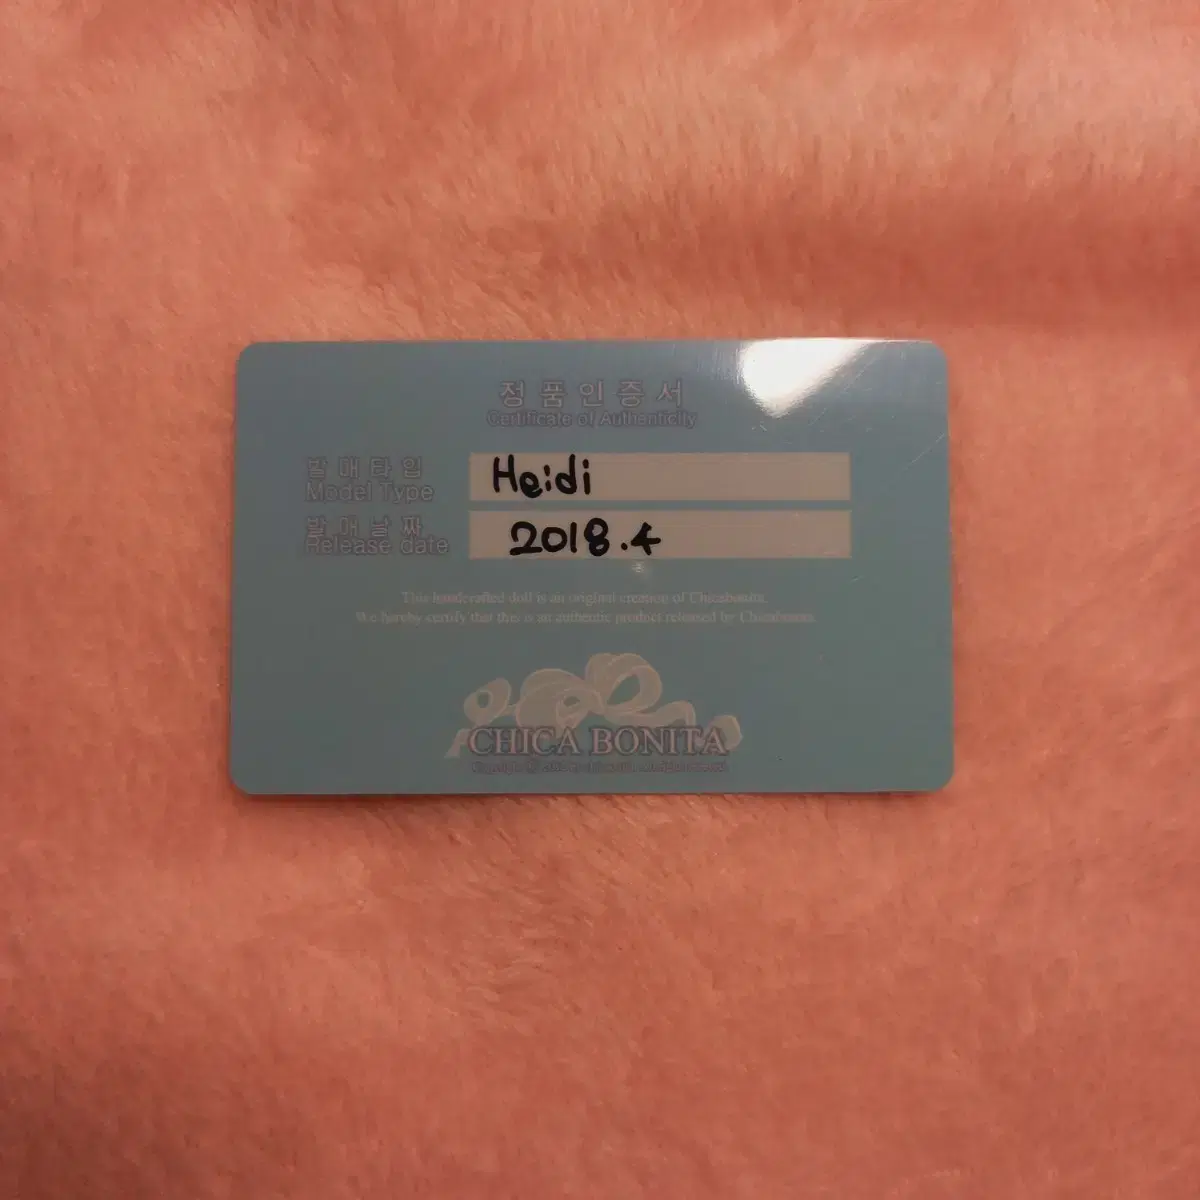 정품인증서
Certificate of Authenticity
발매타입
Model Type
Heidi
발매날짜
Release date
2018.4
This handcrafted doll is an original creation of Chicabonita.
We hereby certify that this is an authentic product released by Chicabonita.
CHICA BONITA